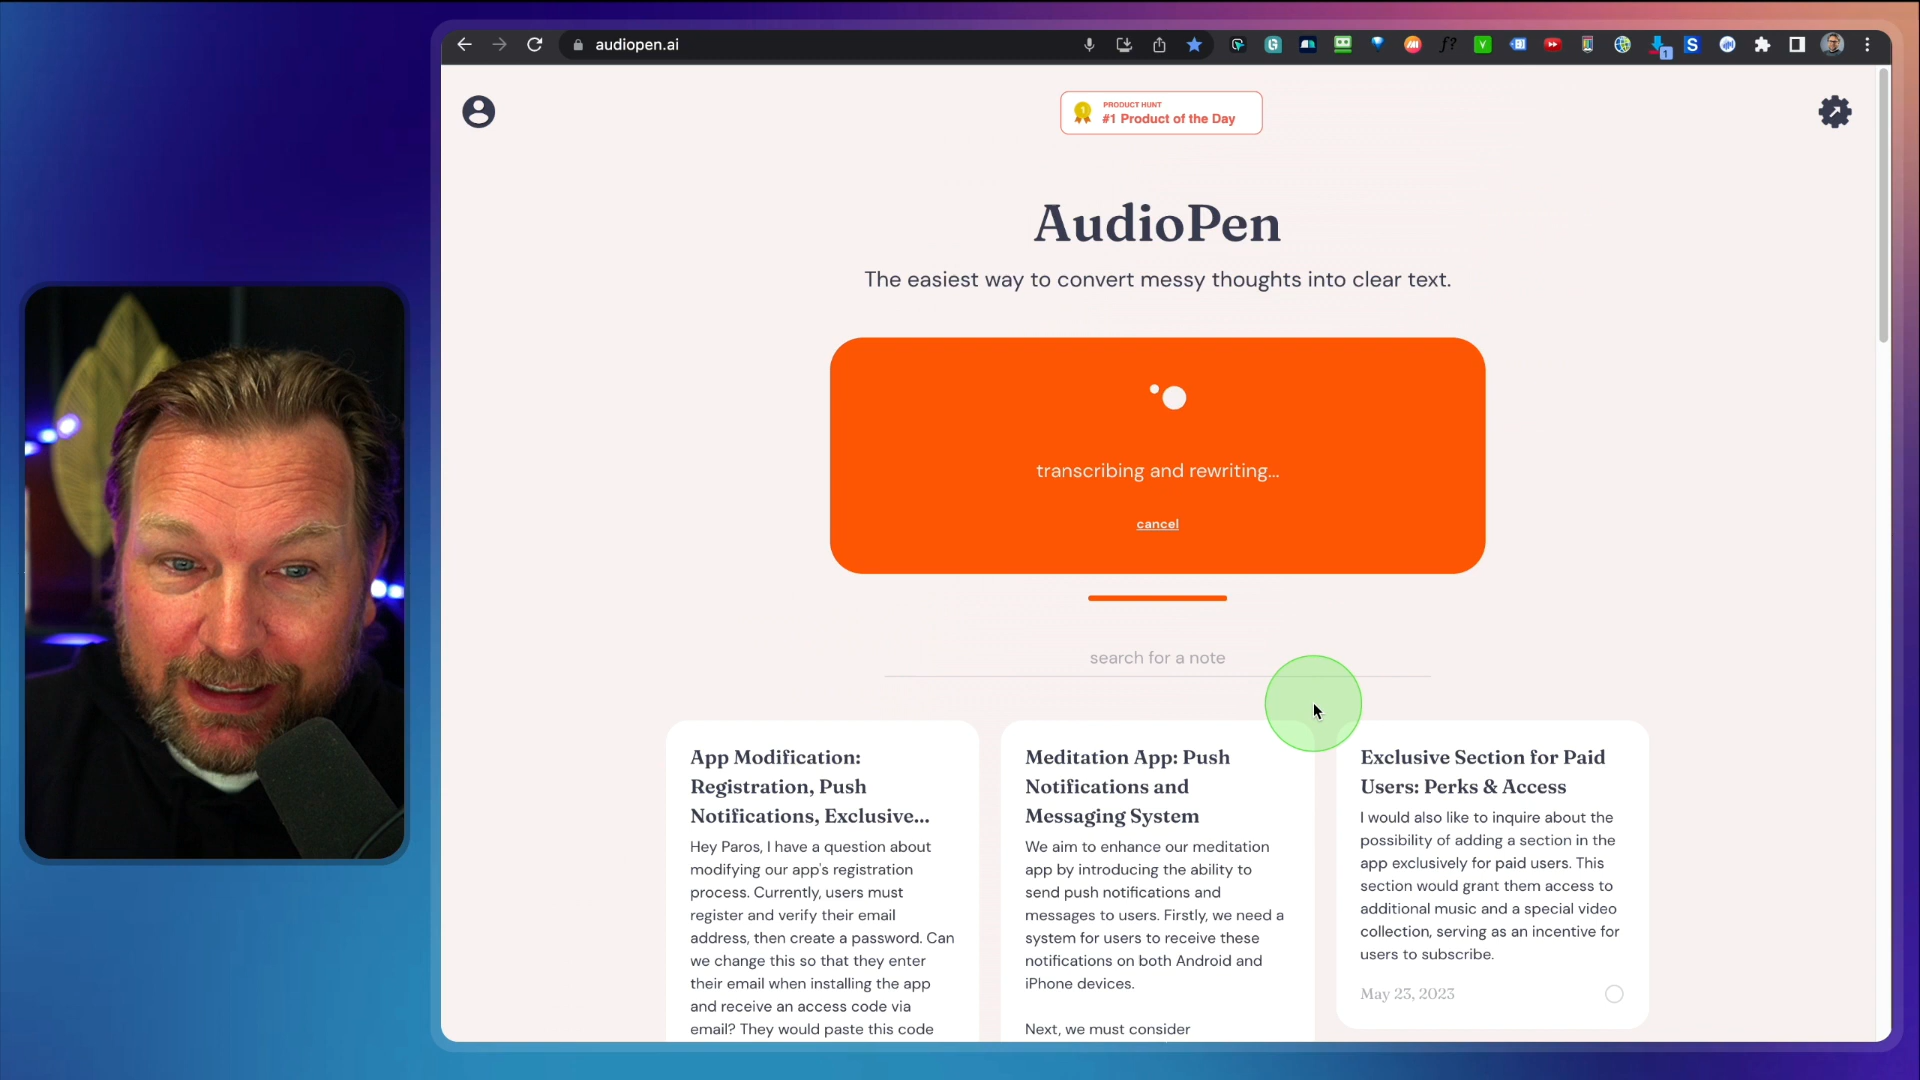 audiopen.ai
PRODUCT HUNT
#1 Product of the Day
AudioPen
The easiest way to convert messy thoughts into clear text.
transcribing and rewriting...
cancel
search for a note
App Modification:
Registration, Push
Notifications, Exclusive...
Hey Paros, I have a question about
modifying our app's registration
process. Currently, users must
register and verify their email
address, then create a password. Can
we change this so that they enter
their email when installing the app
and receive an access code via
email? They would paste this code
Meditation App: Push
Notifications and
Messaging System
We aim to enhance our meditation
app by introducing the ability to
send push notifications and
messages to users. Firstly, we need a
system for users to receive these
notifications on both Android and
iPhone devices.
Next, we must consider
Exclusive Section for Paid
Users: Perks & Access
I would also like to inquire about the
possibility of adding a section in the
app exclusively for paid users. This
section would grant them access to
additional music and a special video
collection, serving as an incentive for
users to subscribe.
May 23, 2023